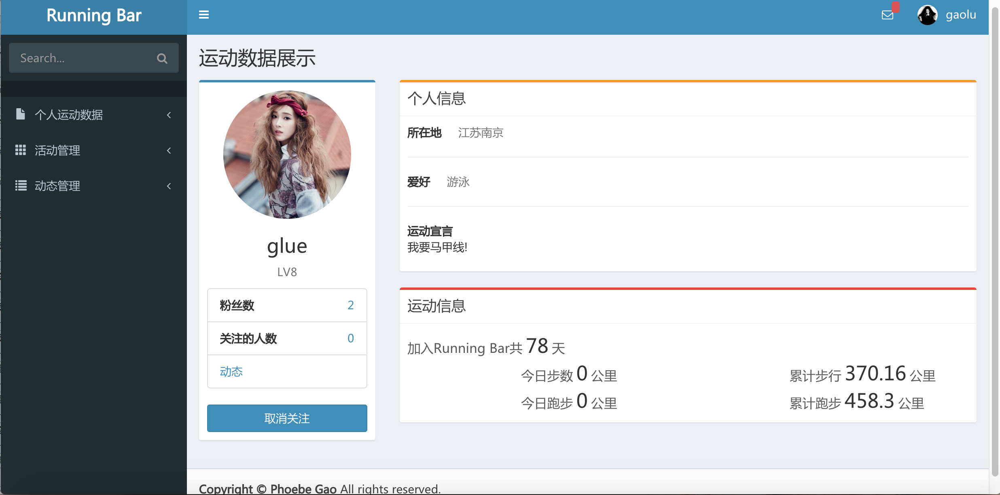 Running Bar
gaolu
Search...
个人运动数据
活动管理
动态管理
运动数据展示
glue
LV8
粉丝数 2
关注的人数 0
动态
取消关注
个人信息
所在地 江苏南京
爱好 游泳
运动宣言
我要马甲线!
运动信息
加入Running Bar共 78 天
今日步数 0 公里 累计步行 370.16 公里
今日跑步 0 公里 累计跑步 458.3 公里
Copyright © Phoebe Gao All rights reserved.